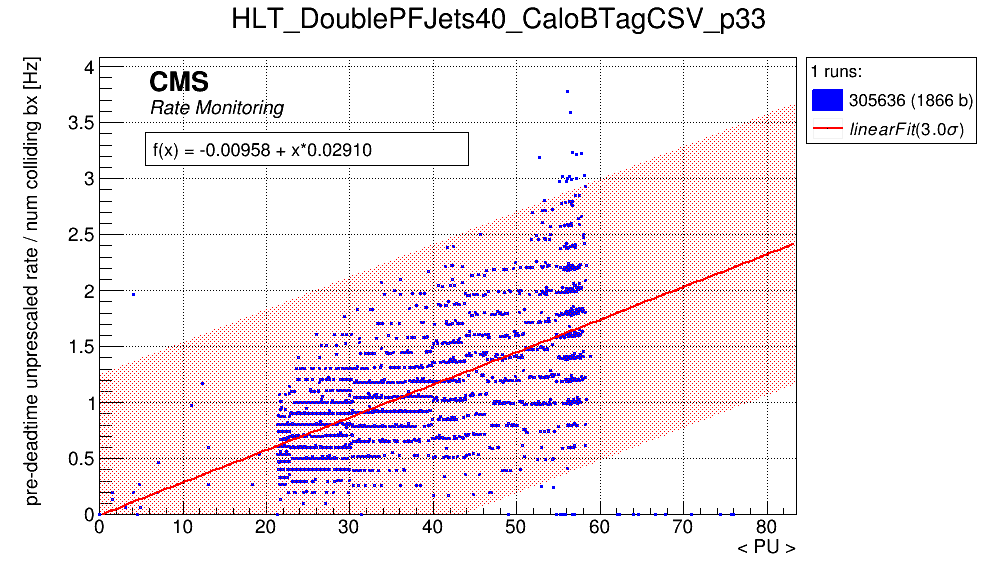 HLT_DoublePFJets40_CaloBTagCSV_p33
pre-deadtime unprescaled rate / num colliding bx [Hz]
CMS
Rate Monitoring
f(x) = -0.00958 + x*0.02910
4
3.5
3
2.5
2
1.5
1
0.5
0
0 10 20 30 40 50 60 70 80
< PU >
1 runs:
305636 (1866 b)
linearFit(3.0σ)